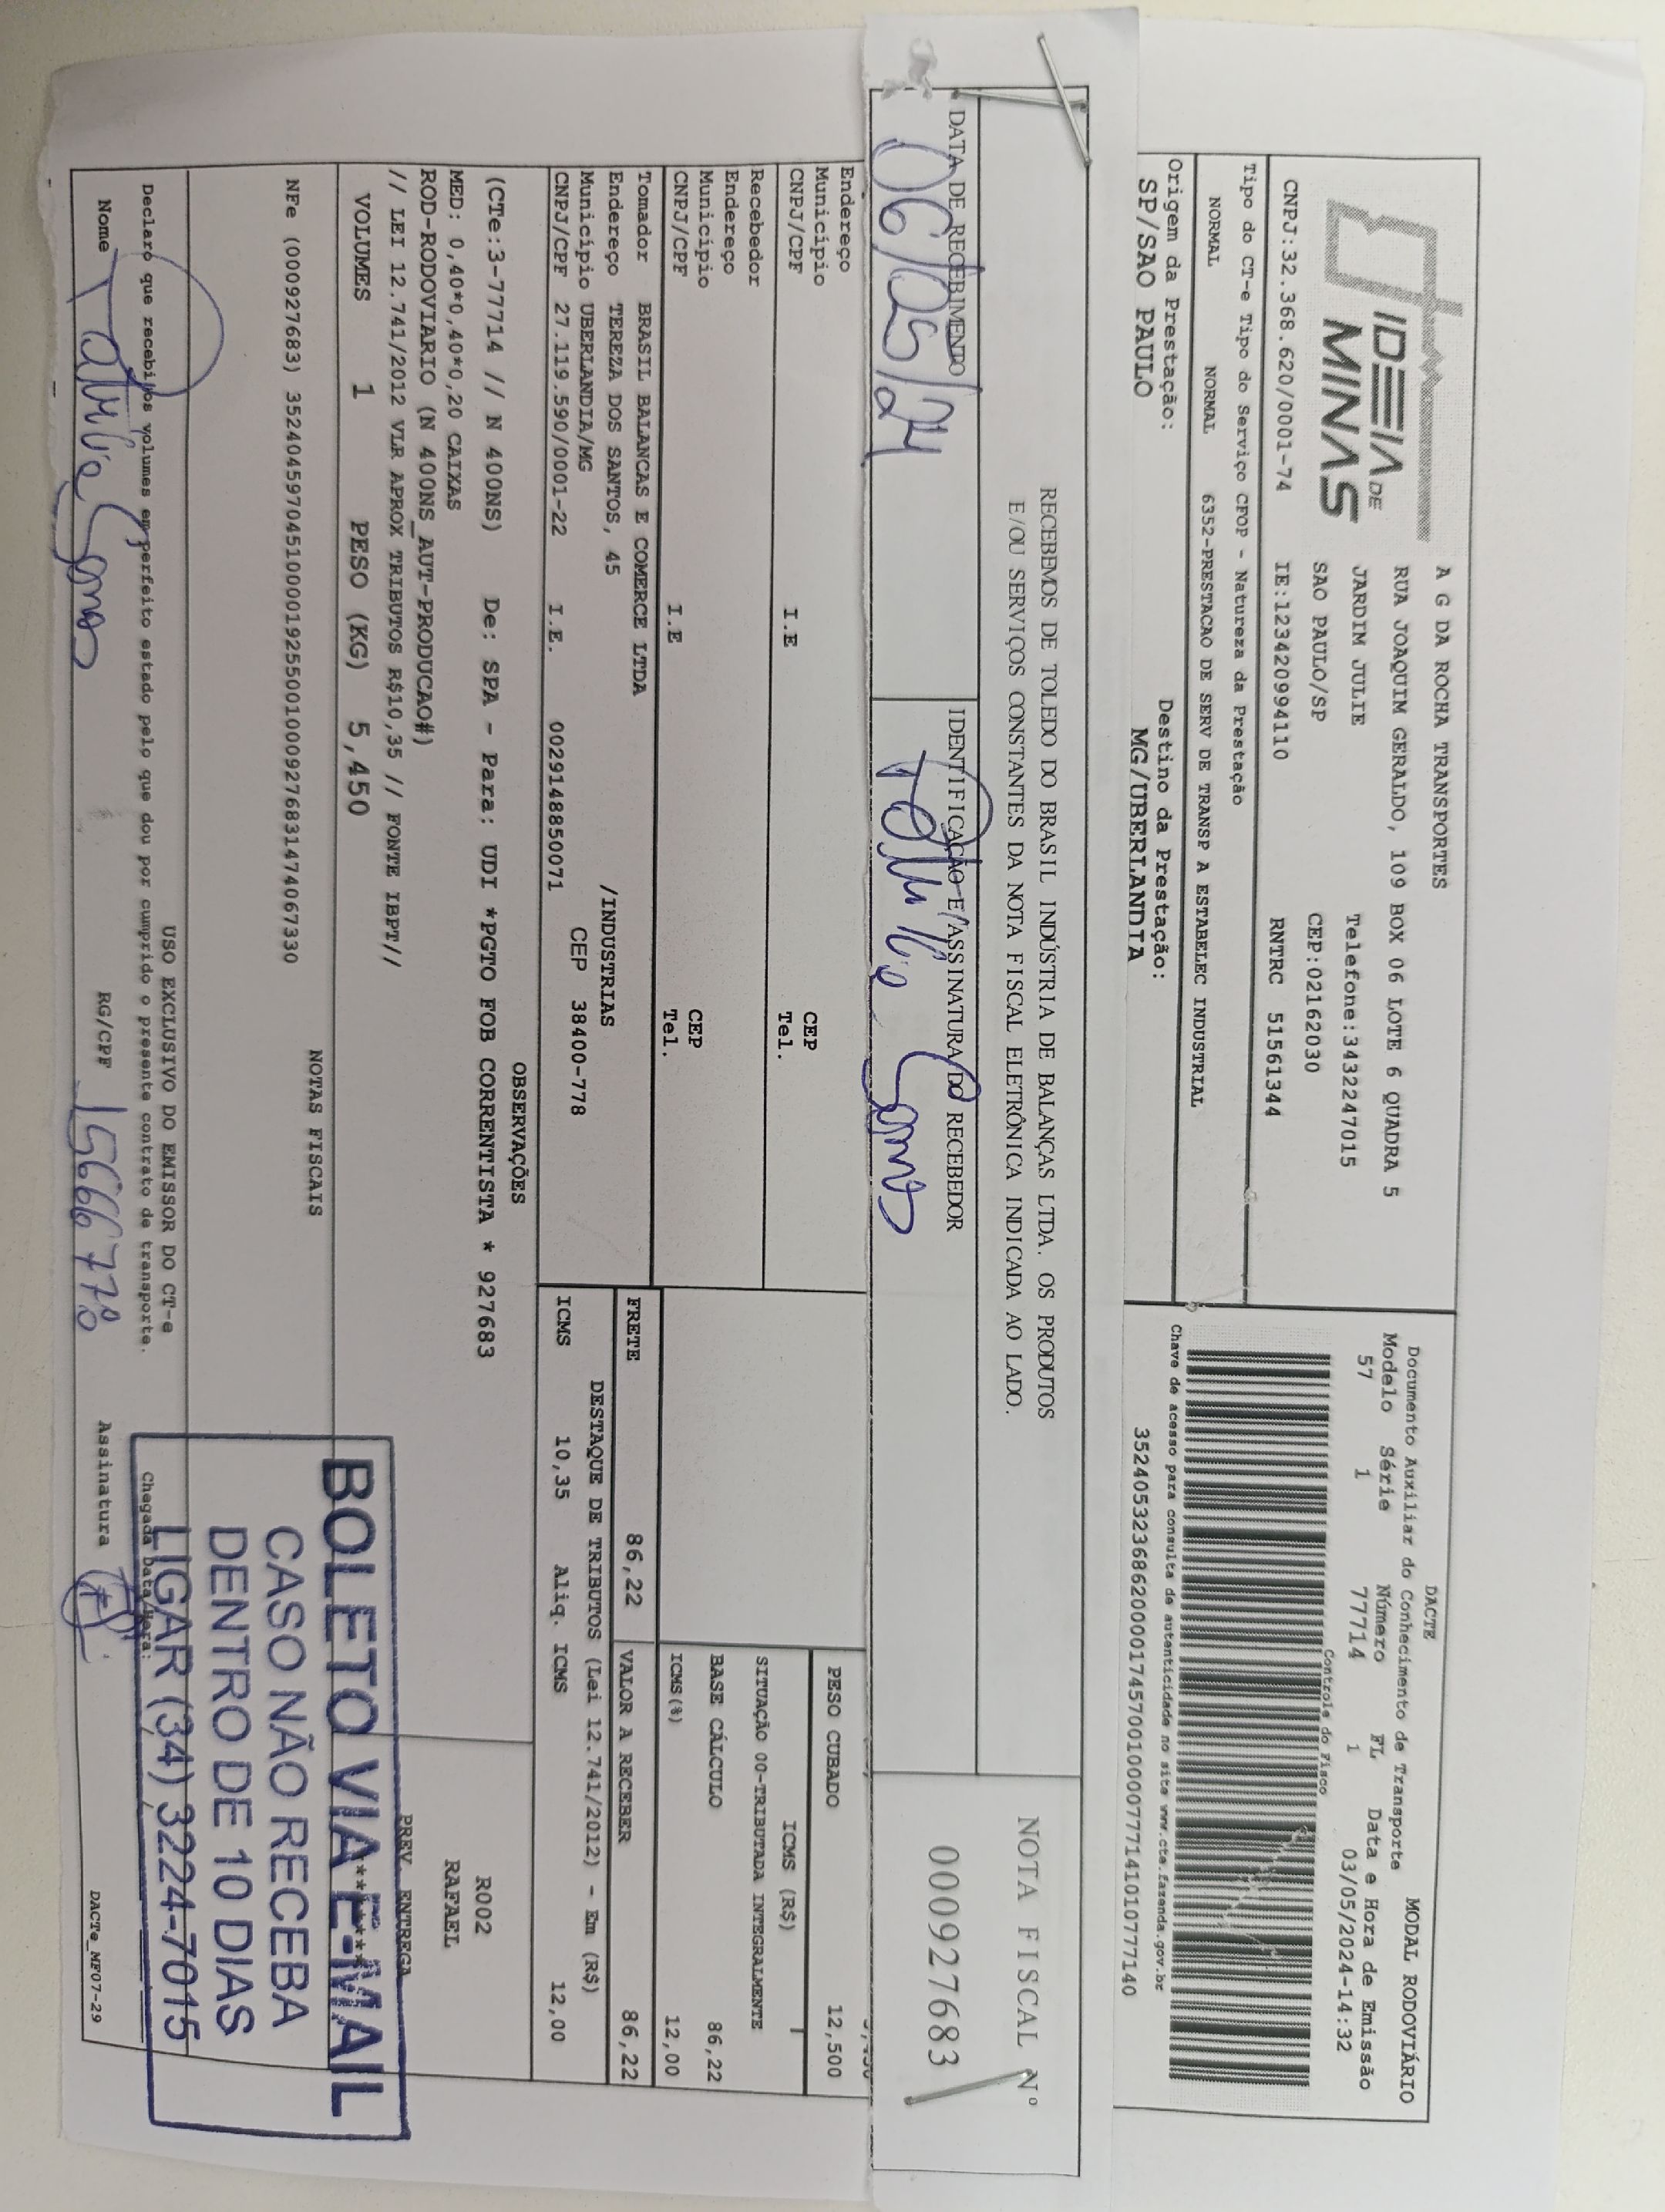 IDEIA DE
MINAS
A G DA ROCHA TRANSPORTES
RUA JOAQUIM GERALDO, 109 BOX 06 LOTE 6 QUADRA 5
JARDIM JULIE Telefone:3432247015
SAO PAULO/SP CEP:02162030
CNPJ:32.368.620/0001-74 IE:123420994110 RNTRC 51561344
DACTE
Documento Auxiliar do Conhecimento de Transporte MODAL RODOVIÁRIO
Modelo Série Número FL Data e Hora de Emissão
57 1 77714 1 03/05/2024-14:32
Controle do Fisco
Tipo do CT-e Tipo do Serviço CFOP - Natureza da Prestação
NORMAL NORMAL 6352-PRESTACAO DE SERV DE TRANSP A ESTABELEC INDUSTRIAL
Chave de acesso para consulta de autenticidade no site www.cte.fazenda.gov.br
Origem da Prestação: Destino da Prestação:
SP/SAO PAULO MG/UBERLANDIA
35240532368620000174570010000777141010777140
RECEBEMOS DE TOLEDO DO BRASIL INDÚSTRIA DE BALANÇAS LTDA. OS PRODUTOS
E/OU SERVIÇOS CONSTANTES DA NOTA FISCAL ELETRÔNICA INDICADA AO LADO.
NOTA FISCAL Nº
000927683
DATA DE RECEBIMENTO IDENTIFICAÇÃO E ASSINATURA DO RECEBEDOR
06/05/24
Endereço
Município CEP
CNPJ/CPF I.E Tel.
PESO CUBADO 12,500
Recebedor
Endereço
Município CEP
CNPJ/CPF I.E Tel.
ICMS (R$)
SITUAÇÃO 00-TRIBUTADA INTEGRALMENTE
BASE CÁLCULO 86,22
ICMS(%) 12,00
Tomador BRASIL BALANCAS E COMERCE LTDA
Endereço TEREZA DOS SANTOS, 45 /INDUSTRIAS
Município UBERLANDIA/MG CEP 38400-778
CNPJ/CPF 27.119.590/0001-22 I.E. 0029148850071
FRETE 86,22 VALOR A RECEBER 86,22
DESTAQUE DE TRIBUTOS (Lei 12.741/2012) - Em (R$)
ICMS 10,35 Aliq. ICMS 12,00
OBSERVAÇÕES
(CTe:3-77714 // N 400NS) De: SPA - Para: UDI *PGTO FOB CORRENTISTA * 927683
MED: 0,40*0,40*0,20 CAIXAS
ROD-RODOVIARIO (N 400NS_AUT-PRODUCAO#)
// LEI 12.741/2012 VLR APROX TRIBUTOS R$10,35 // FONTE IBPT//
R002
RAFAEL
PREV. ENTREGA
VOLUMES 1 PESO (KG) 5,450
NOTAS FISCAIS
NFe (000927683) 35240459704510000192550010009276831474067330
BOLETO VIA E-MAIL
CASO NÃO RECEBA
DENTRO DE 10 DIAS
LIGAR (34) 3224-7015
USO EXCLUSIVO DO EMISSOR DO CT-e
Declaro que recebi os volumes em perfeito estado pelo que dou por cumprido o presente contrato de transporte.
Chegada Data/Hora:
Nome RG/CPF Assinatura
DACTe_MF07-29